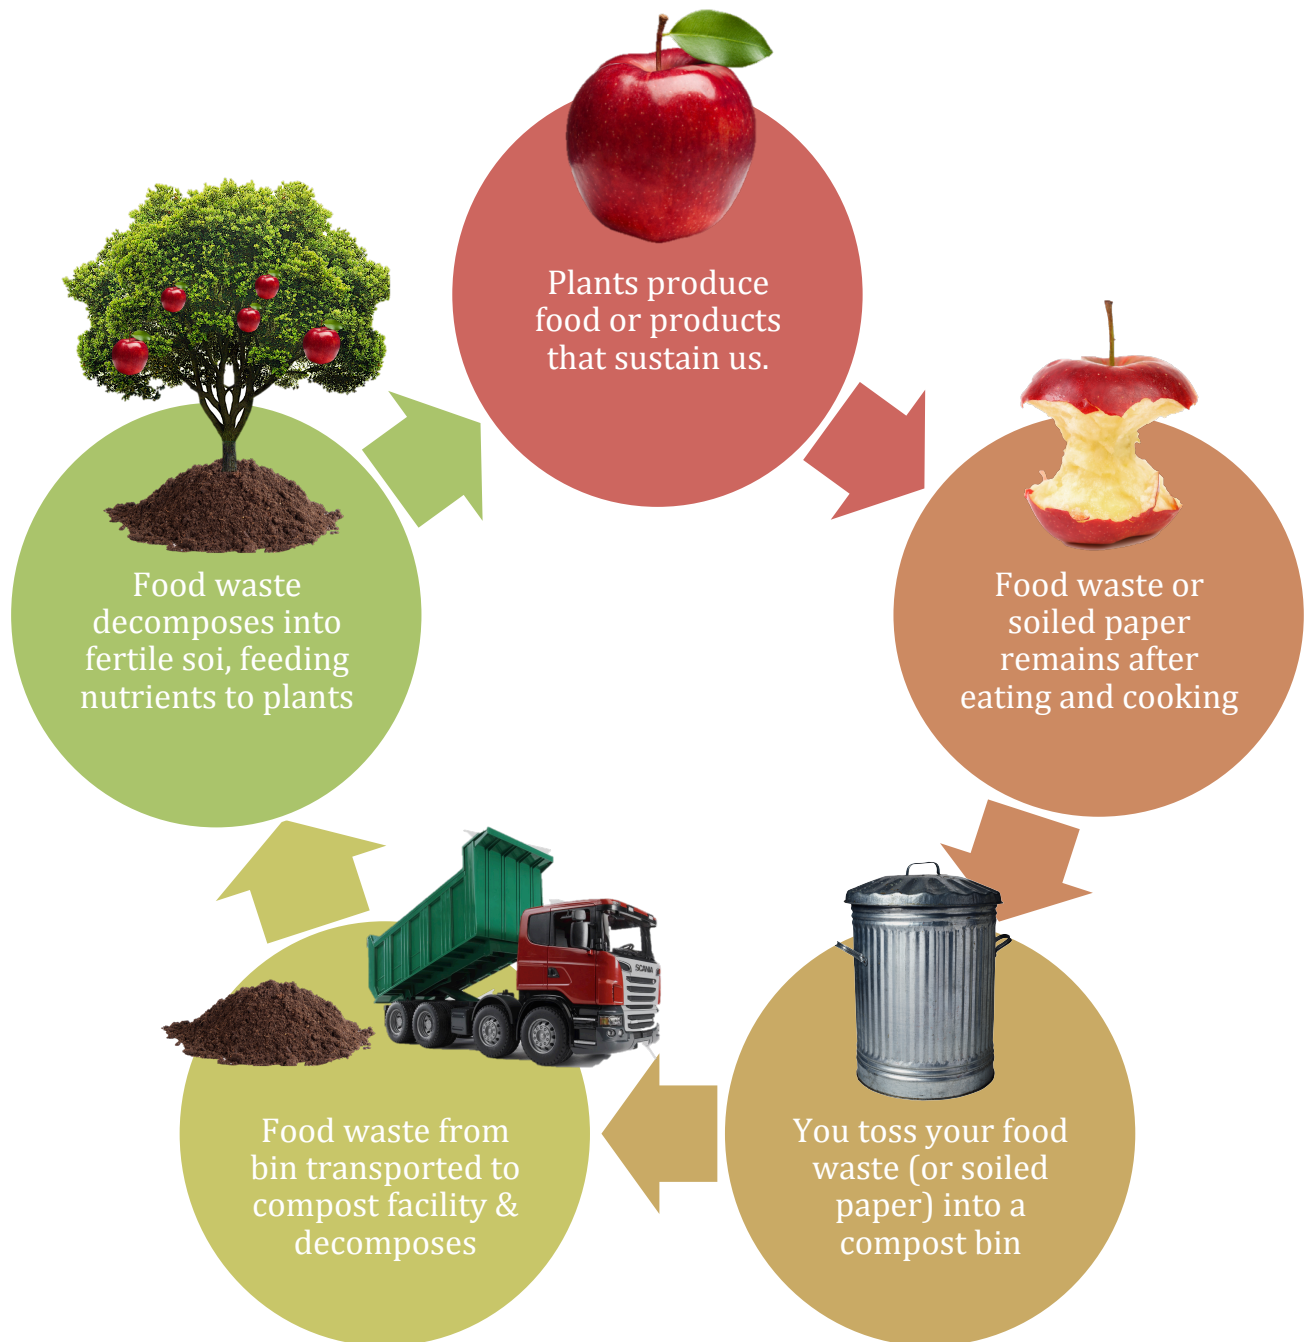 Plants produce
food or products
that sustain us.
Food waste or
soiled paper
remains after
eating and cooking
You toss your food
waste (or soiled
paper) into a
compost bin
Food waste from
bin transported to
compost facility &
decomposes
SCANIA
Food waste
decomposes into
fertile soi, feeding
nutrients to plants